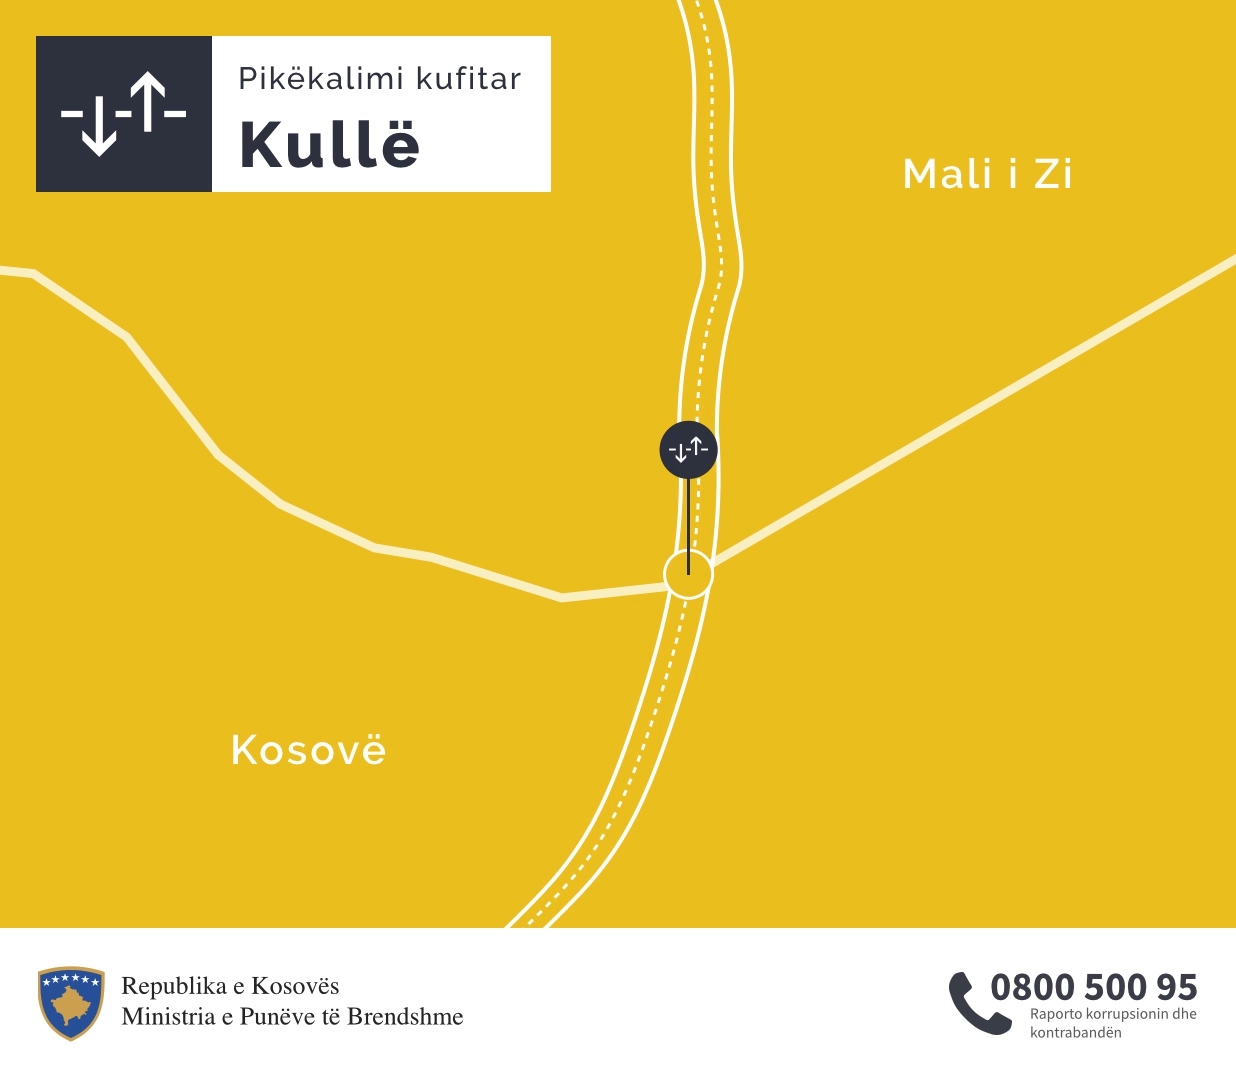 Pikëkalimi kufitar
Kullë
Mali i Zi
Kosovë
Republika e Kosovës
Ministria e Punëve të Brendshme
0800 500 95
Raporto korrupsionin dhe
kontrabandën